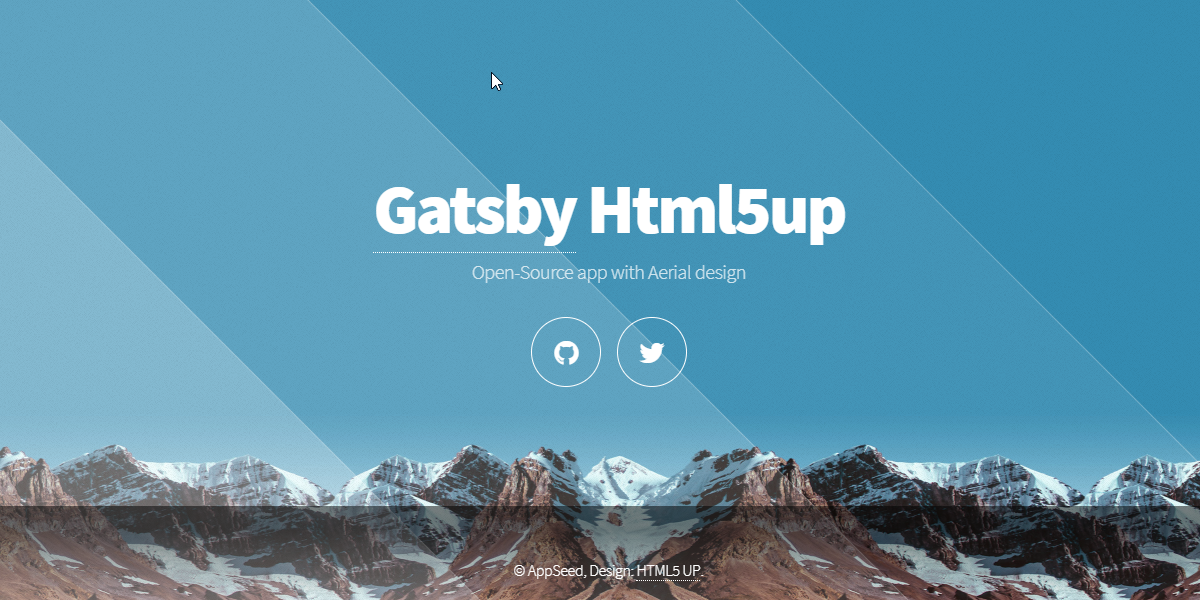 Gatsby Html5up
Open-Source app with Aerial design
© AppSeed, Design: HTML5 UP.